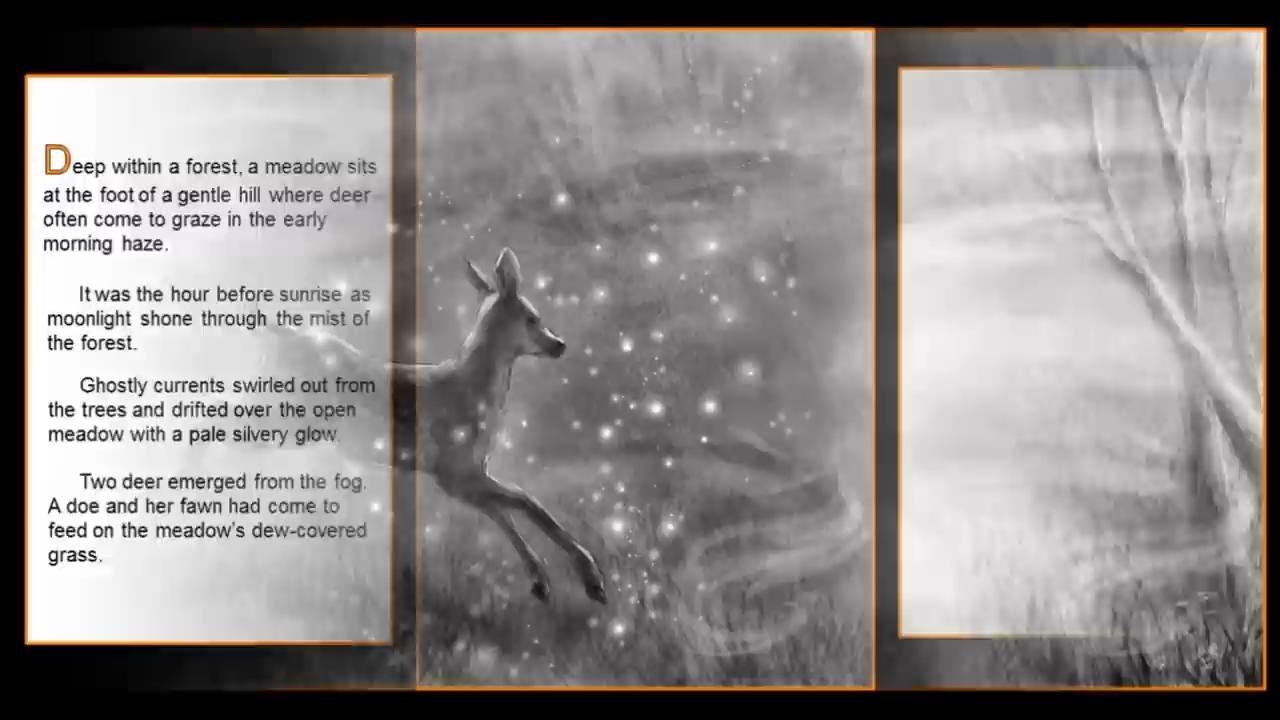 Deep within a forest, a meadow sits
at the foot of a gentle hill where deer
often come to graze in the early
morning haze.
It was the hour before sunrise as
moonlight shone through the mist of
the forest.
Ghostly currents swirled out from
the trees and drifted over the open
meadow with a pale silvery glow.
Two deer emerged from the fog.
A doe and her fawn had come to
feed on the meadow's dew-covered
grass.